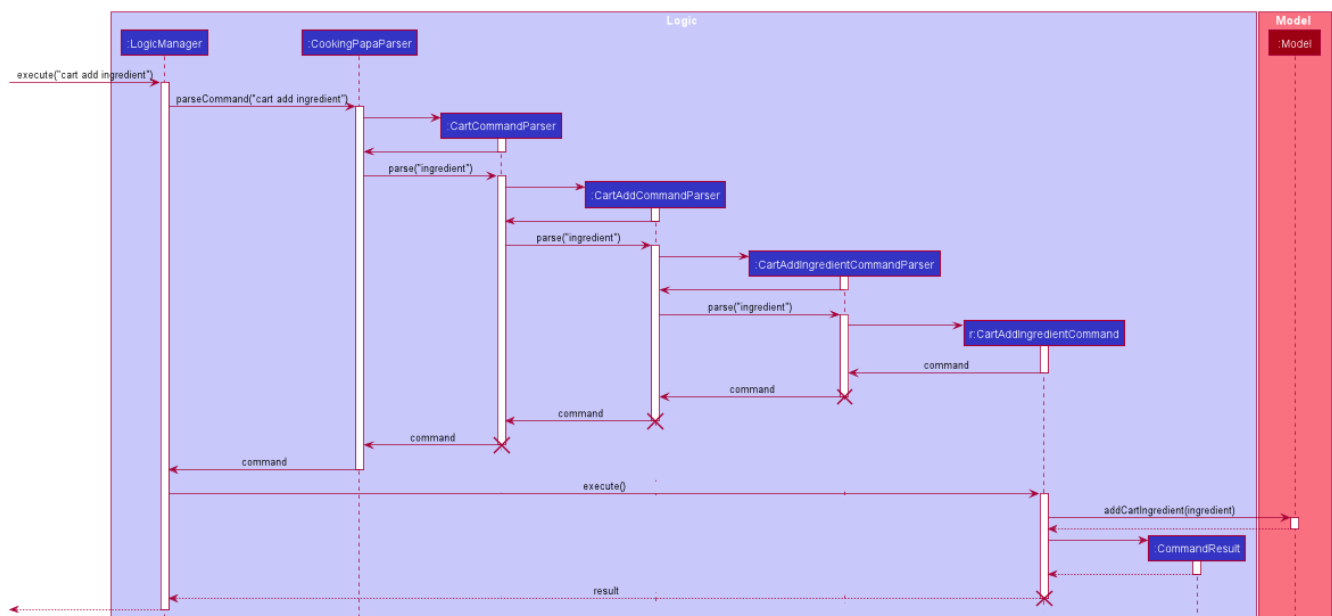 Logic
Model
:LogicManager
:CookingPapaParser
:Model
execute("cart add ingredient")
parseCommand("cart add ingredient")
:CartCommandParser
parse("ingredient")
:CartAddCommandParser
parse("ingredient")
:CartAddIngredientCommandParser
parse("ingredient")
r:CartAddIngredientCommand
command
command
command
command
command
execute()
addCartIngredient(ingredient)
:CommandResult
result